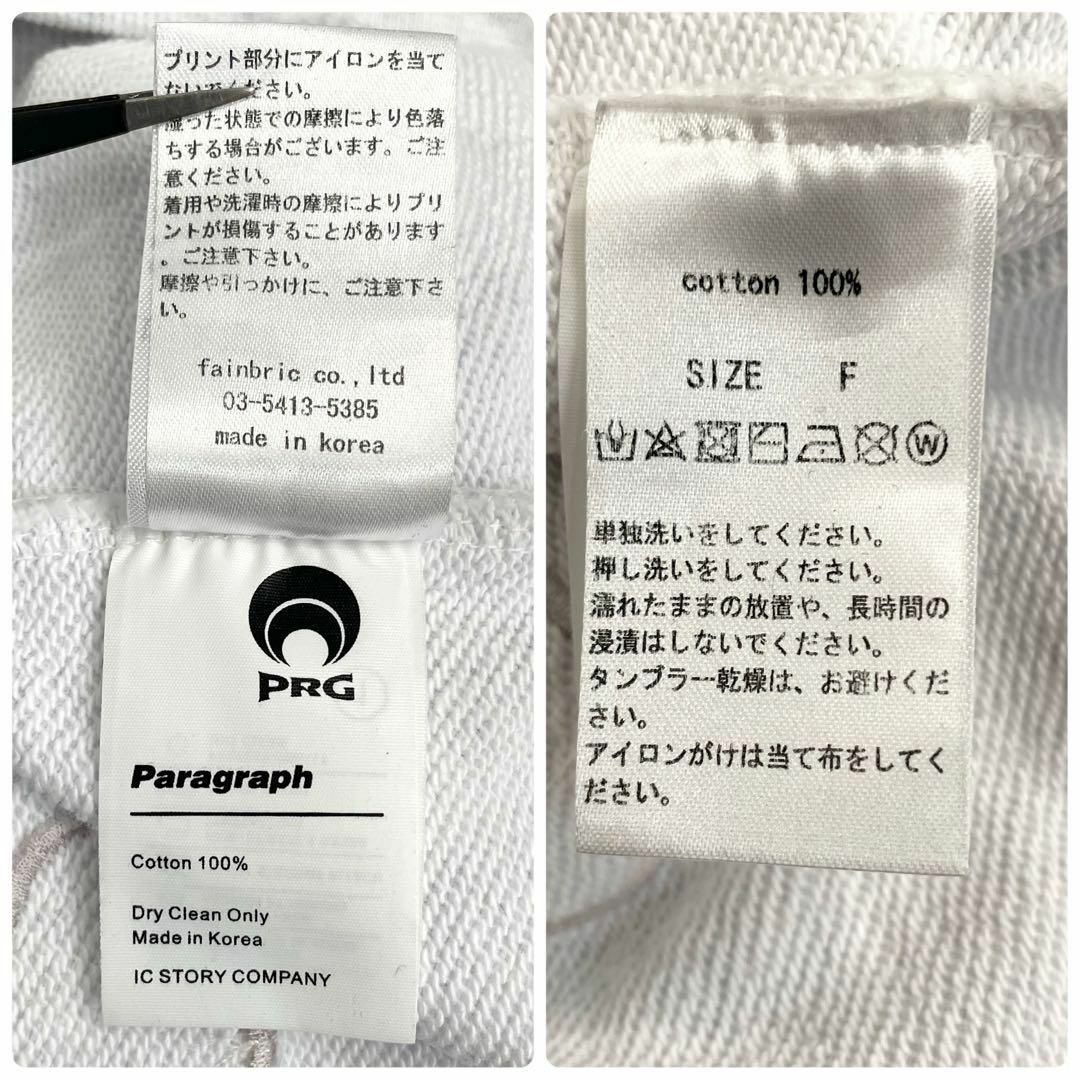 プリント部分にアイロンを当て
ないでください。
湿った状態での摩擦により色落
ちする場合がございます。ご注
意ください。
着用や洗濯時の摩擦によりプリ
ントが損傷することがあります
。ご注意下さい。
摩擦や引っかけに、ご注意下さ
い。
fainbric co.,ltd
03-5413-5385
made in korea
PRG
Paragraph
Cotton 100%
Dry Clean Only
Made in Korea
IC STORY COMPANY
cotton 100%
SIZE F
W
単独洗いをしてください。
押し洗いをしてください。
濡れたままの放置や、長時間の
浸漬はしないでください。
タンブラー乾燥は、お避けくだ
さい。
アイロンがけは当て布をしてく
ださい。